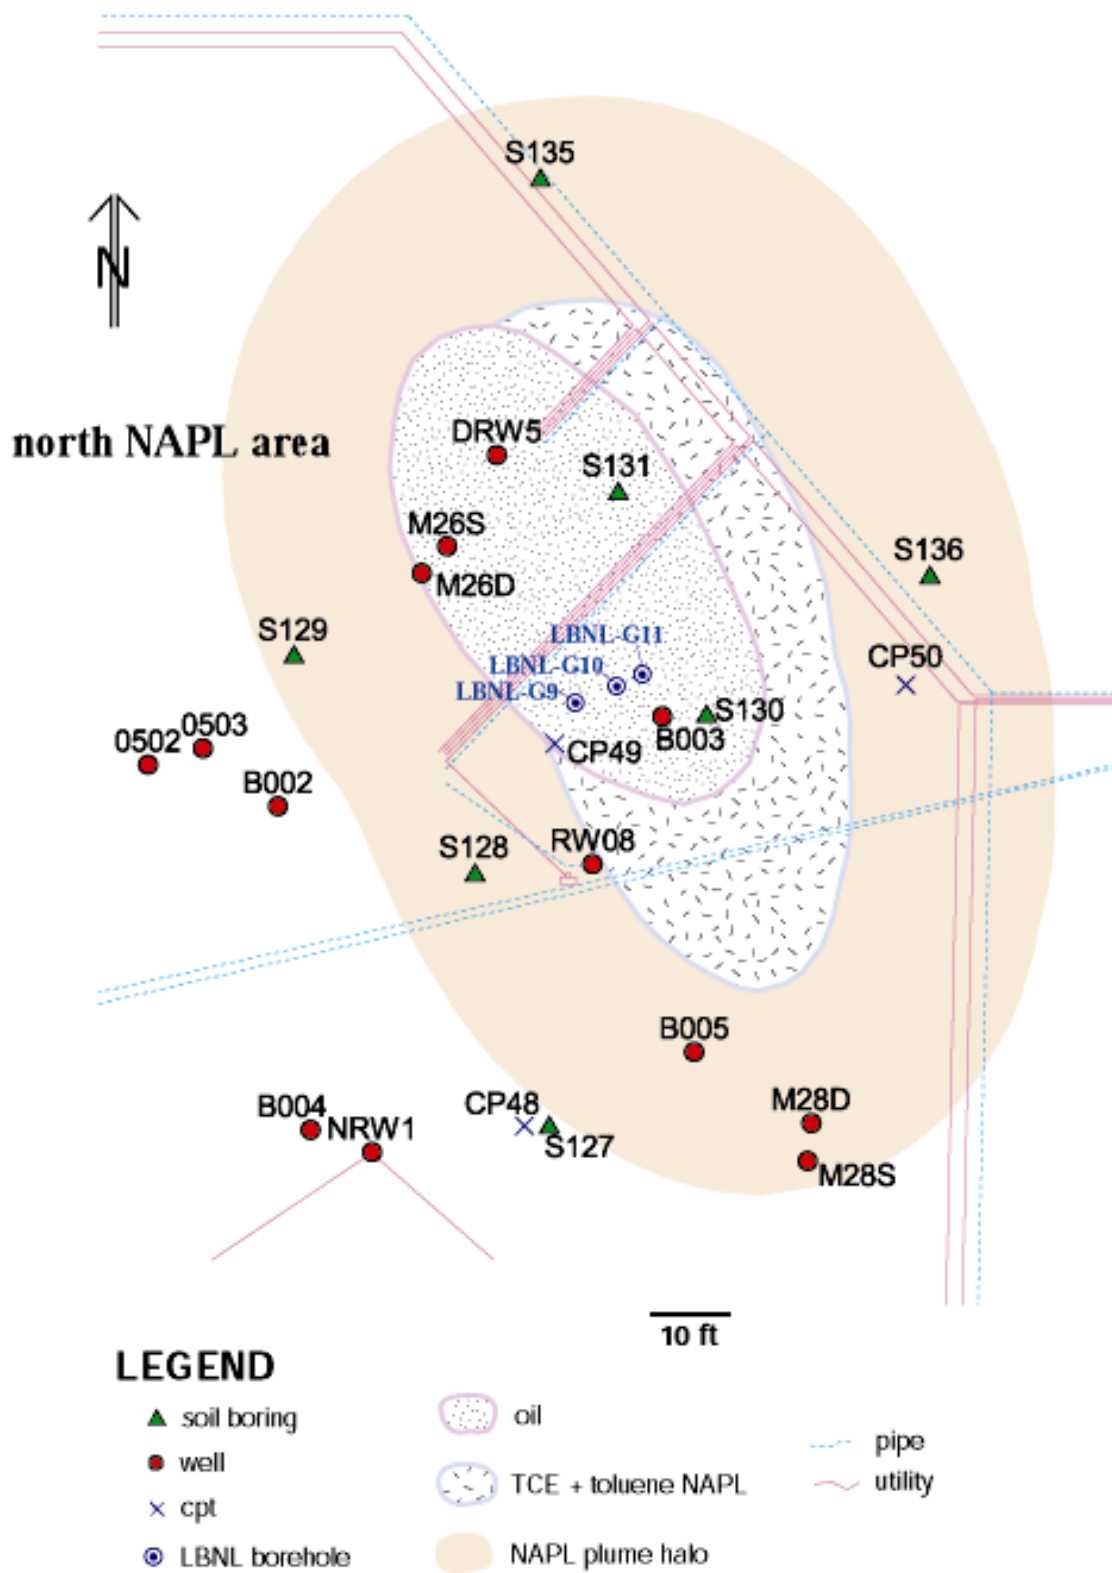 S135
N
north NAPL area
DRW5
S131
M26S
M26D
S136
S129
LBNL-G11
LBNL-G10
LBNL-G9
CP50
S130
B003
0503
0502
CP49
B002
S128
RW08
B005
B004
NRW1
CP48
S127
M28D
M28S
10 ft
LEGEND
soil boring
well
cpt
LBNL borehole
oil
TCE + toluene NAPL
NAPL plume halo
pipe
utility